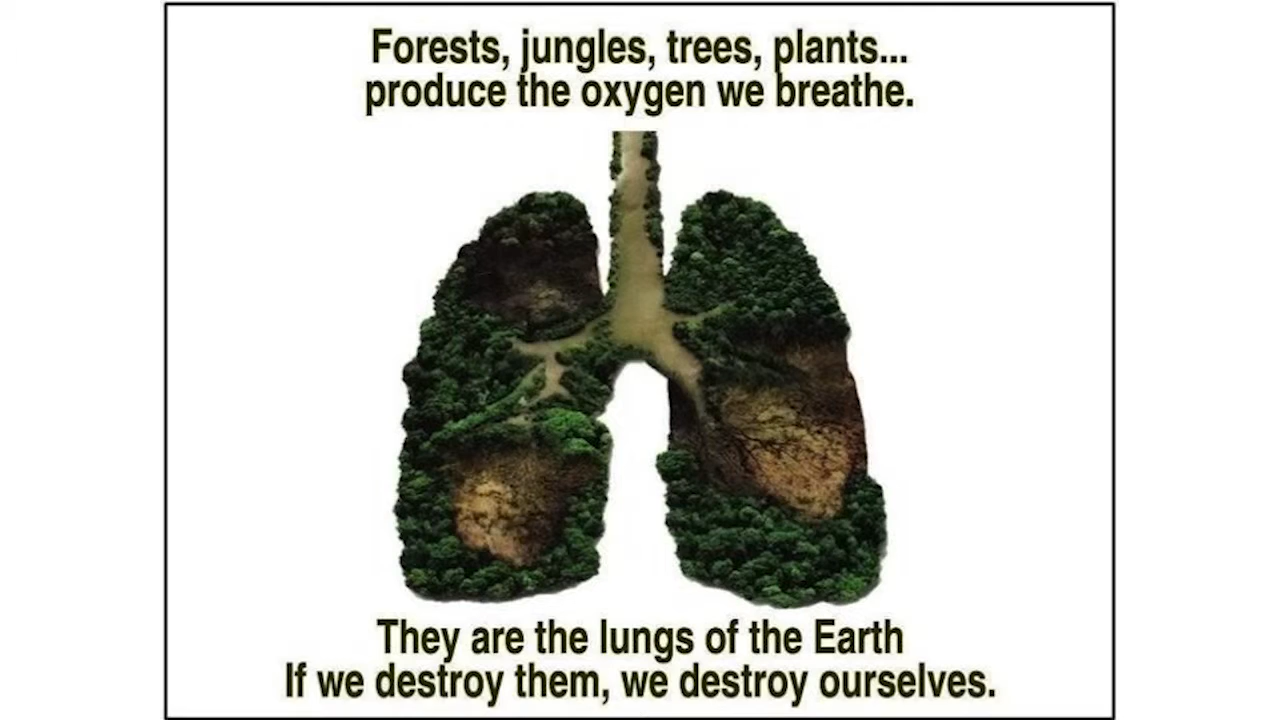 Forests, jungles, trees, plants...
produce the oxygen we breathe.
They are the lungs of the Earth
If we destroy them, we destroy ourselves.